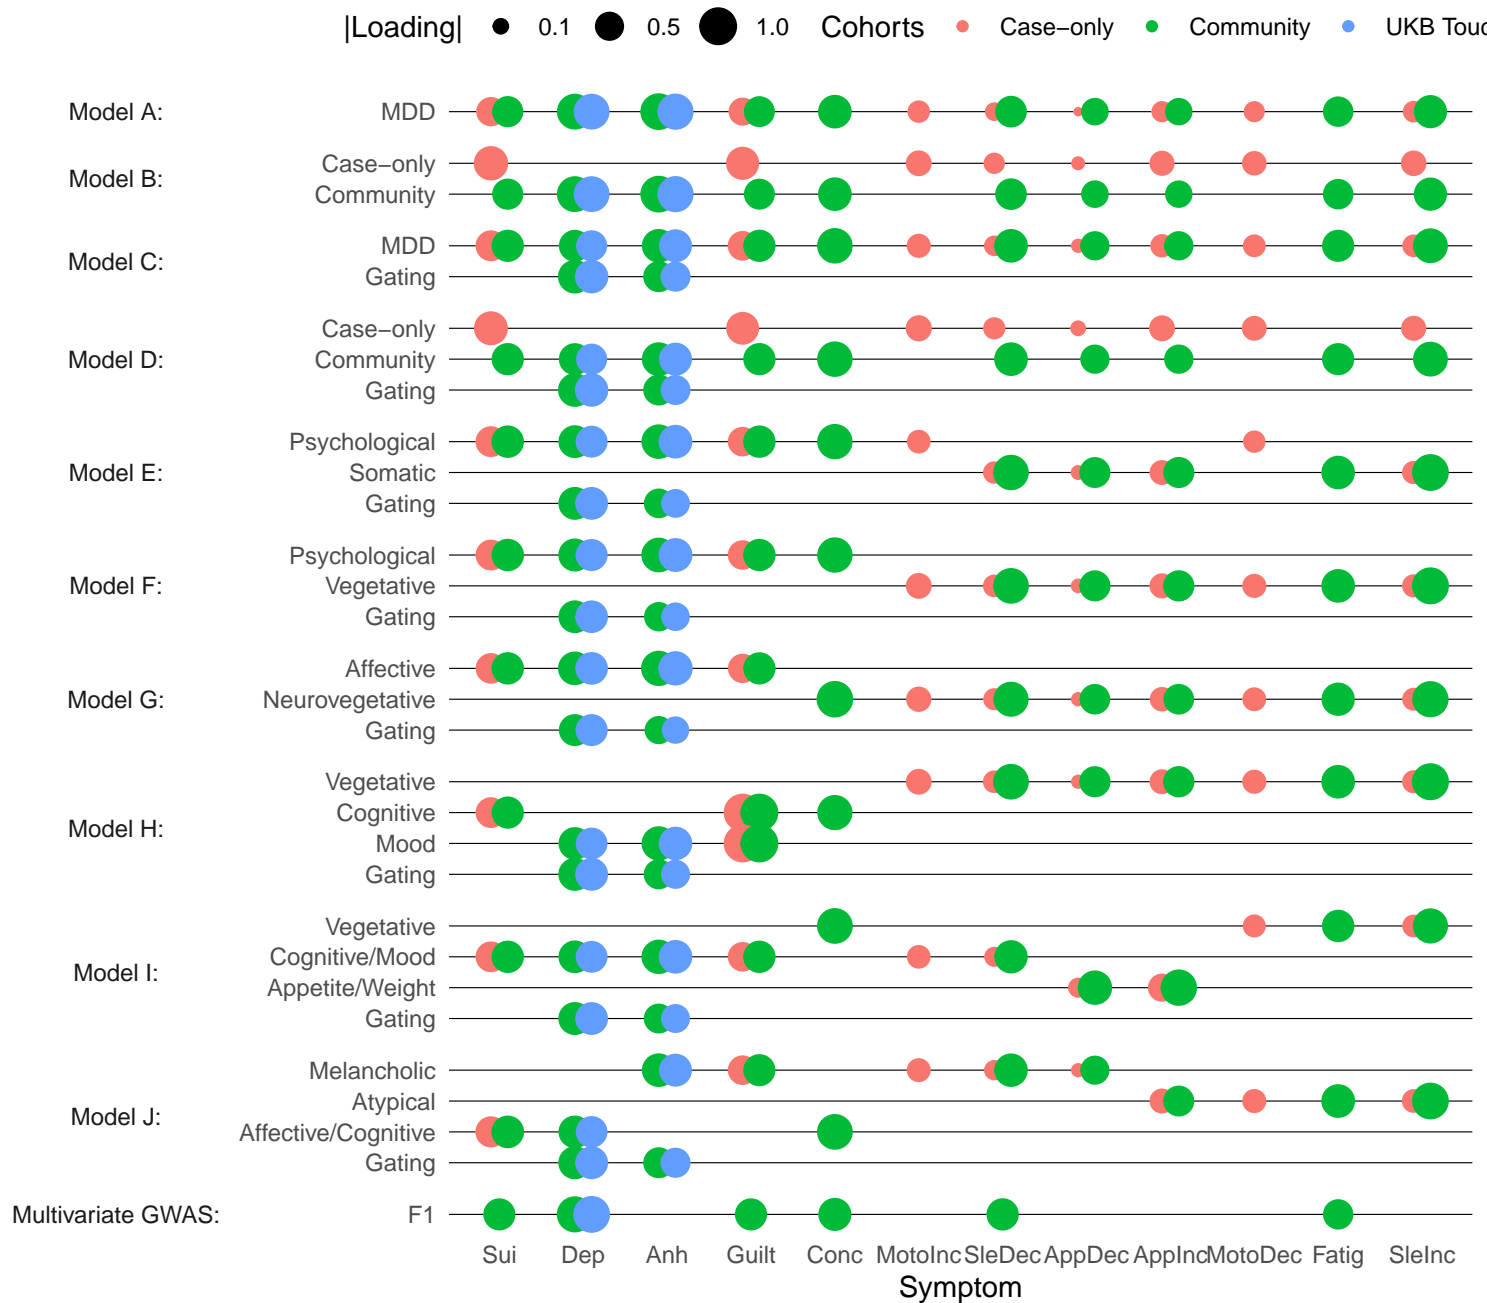 |Loading| 0.1 0.5 1.0 Cohorts Case−only Community UKB Touc
Model A: MDD
Model B: Case−only
Community
Model C: MDD
Gating
Model D: Case−only
Community
Gating
Model E: Psychological
Somatic
Gating
Model F: Psychological
Vegetative
Gating
Model G: Affective
Neurovegetative
Gating
Model H: Vegetative
Cognitive
Mood
Gating
Model I: Vegetative
Cognitive/Mood
Appetite/Weight
Gating
Model J: Melancholic
Atypical
Affective/Cognitive
Gating
Multivariate GWAS: F1
Sui Dep Anh Guilt Conc MotoInc SleDec AppDec AppInc MotoDec Fatig SleInc
Symptom